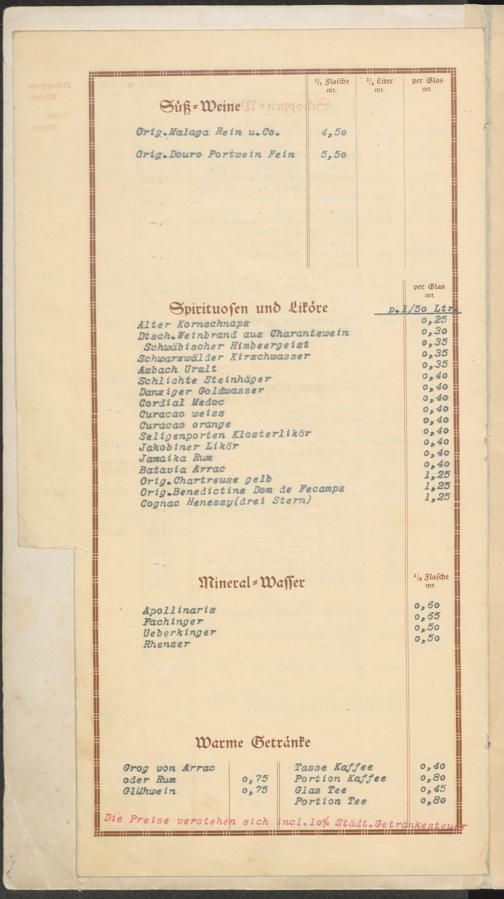 1/1 Flasche 1/4 Liter per Glas
mk. mk. mk.
Süß=Weine
Orig.Malaga Rein u.Co. 4,50
Orig.Douro Portwein Fein 5,50
per Glas
mk.
Spirituosen und Liköre p.1/50 Ltr.
Alter Kornschnaps 0,25
Dtsch.Weinbrand aus Charantewein 0,30
Schwäbischer Himbeergeist 0,35
Schwarzwälder Kirschwasser 0,35
Asbach Uralt 0,35
Schlichte Steinhäger 0,40
Danziger Goldwasser 0,40
Cordial Medoc 0,40
Curacao weiss 0,40
Curacao orange 0,40
Seligenporten Klosterlikör 0,40
Jakobiner Likör 0,40
Jamaika Rum 0,40
Batavia Arrac 0,40
Orig.Chartreuse gelb 1,25
Orig.Benedictine Dom de Fecamps 1,25
Cognac Henessy(drei Stern) 1,25
Mineral=Wasser
Flasche
mk.
Apollinaris 0,60
Fachinger 0,65
Ueberkinger 0,50
Rhenser 0,50
Warme Getränke
Grog von Arrac
oder Rum 0,75
Glühwein 0,75
Tasse Kaffee 0,40
Portion Kaffee 0,80
Glas Tee 0,45
Portion Tee 0,80
Die Preise verstehen sich incl.10% Städt.Getränkesteuer